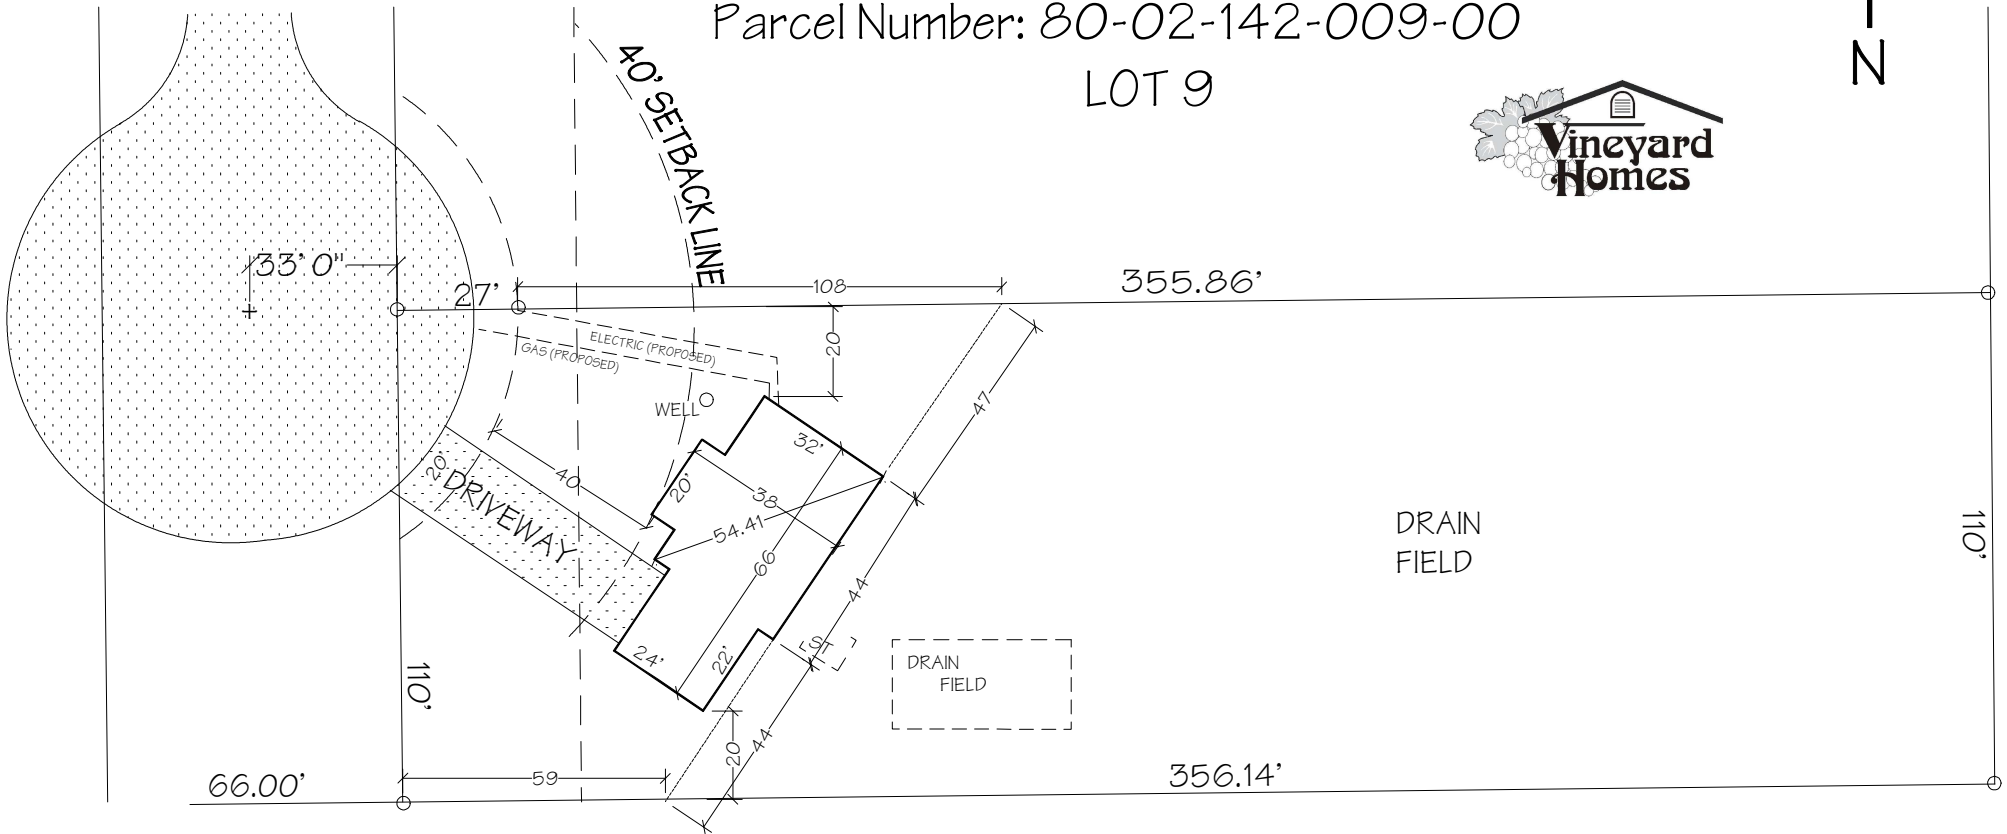 Parcel Number: 80-02-142-009-00
LOT 9
N
Vineyard
Homes
40' SETBACK LINE
33' 0"
27'
108
355.86'
ELECTRIC (PROPOSED)
GAS (PROPOSED)
20
WELL
47
32'
20'
DRIVEWAY
40
20'
38
54.41
66
44
DRAIN
FIELD
110'
ST
24'
22'
DRAIN
FIELD
110'
44
20
59
66.00'
356.14'